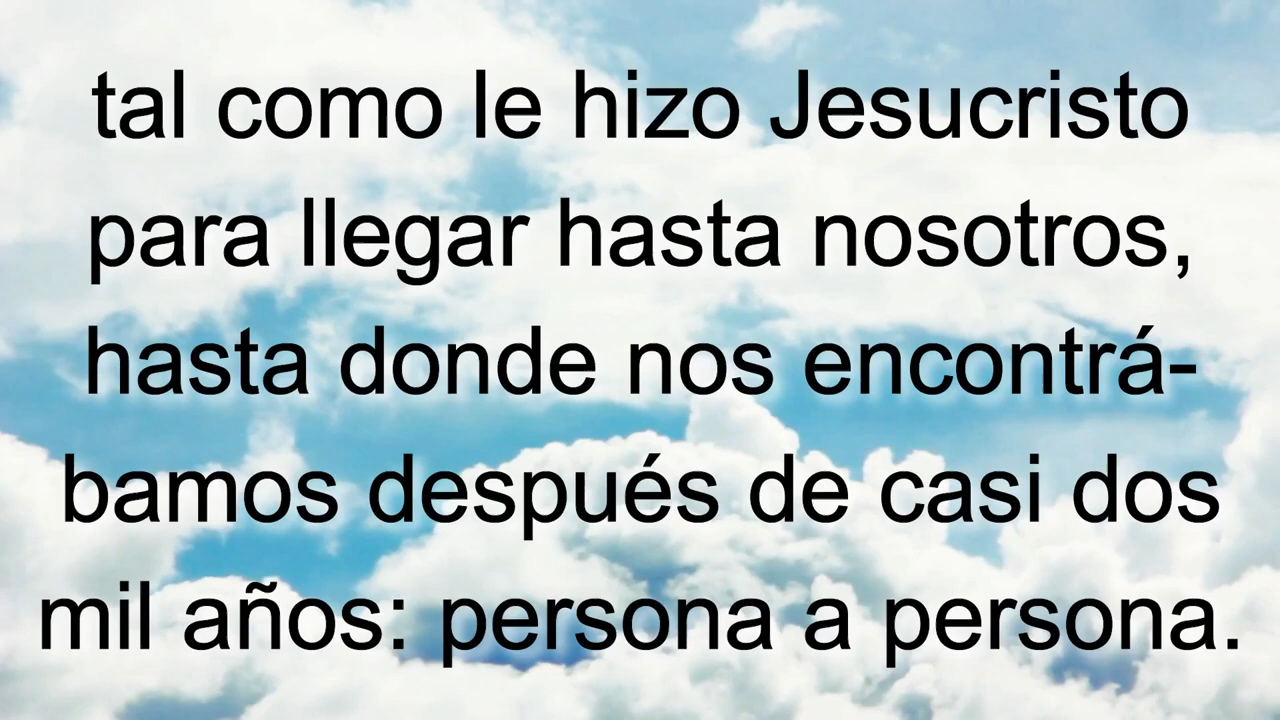 tal como le hizo Jesucristo
para llegar hasta nosotros,
hasta donde nos encontrá-
bamos después de casi dos
mil años: persona a persona.